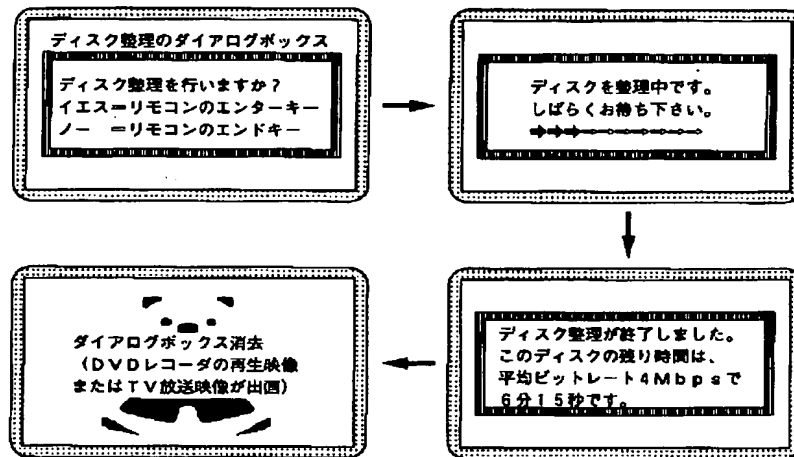 ディスク整理のダイアログボックス
ディスク整理を行いますか？
イエス＝リモコンのエンターキー
ノー　＝リモコンのエンドキー
ディスクを整理中です。
しばらくお待ち下さい。
ディスク整理が終了しました。
このディスクの残り時間は、
平均ビットレート４Ｍｂｐｓで
６分１５秒です。
ダイアログボックス消去
（ＤＶＤレコーダの再生映像
またはＴＶ放送映像が出画）